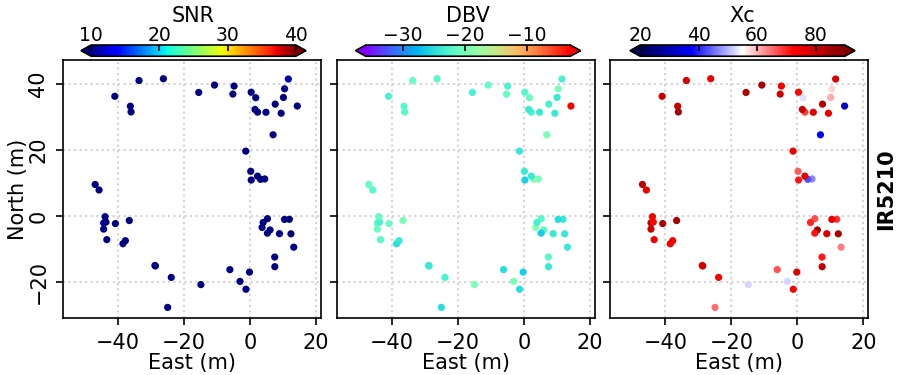 SNR DBV Xc
10 20 30 40 −30 −20 −10 20 40 60 80
40
20
0
−20
North (m)
−40 −20 0 20 −40 −20 0 20 −40 −20 0 20
East (m) East (m) East (m)
IR5210